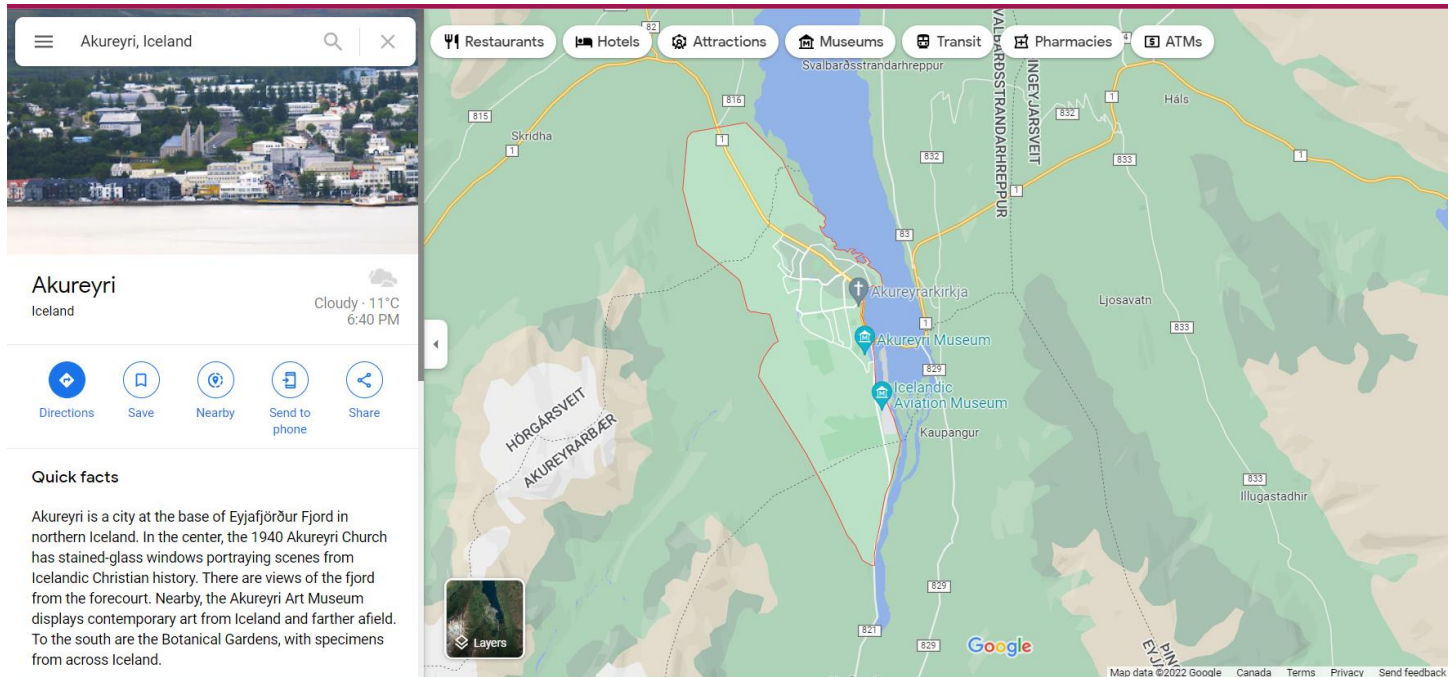 Akureyri, Iceland
Restaurants
Hotels
Attractions
Museums
Transit
Pharmacies
ATMs
Akureyri
Iceland
Cloudy · 11°C
6:40 PM
Directions
Save
Nearby
Send to
phone
Share
Quick facts
Akureyri is a city at the base of Eyjafjörður Fjord in
northern Iceland. In the center, the 1940 Akureyri Church
has stained-glass windows portraying scenes from
Icelandic Christian history. There are views of the fjord
from the forecourt. Nearby, the Akureyri Art Museum
displays contemporary art from Iceland and farther afield.
To the south are the Botanical Gardens, with specimens
from across Iceland.
82
Svalbarðsstrandarhreppur
SVALBARÐSSTRANDARHREPPUR
ÞINGEYJARSVEIT
815
816
1
Háls
832
Skridha
1
1
1
832
833
1
1
83
Akureyrarkirkja
Ljosavatn
1
833
Akureyri Museum
829
Icelandic
Aviation Museum
Kaupangur
HÖRGÁRSVEIT
AKUREYRARBÆR
833
Illugastadhir
829
821
829
Layers
Google
Map data ©2022 Google
Canada
Terms
Privacy
Send feedback